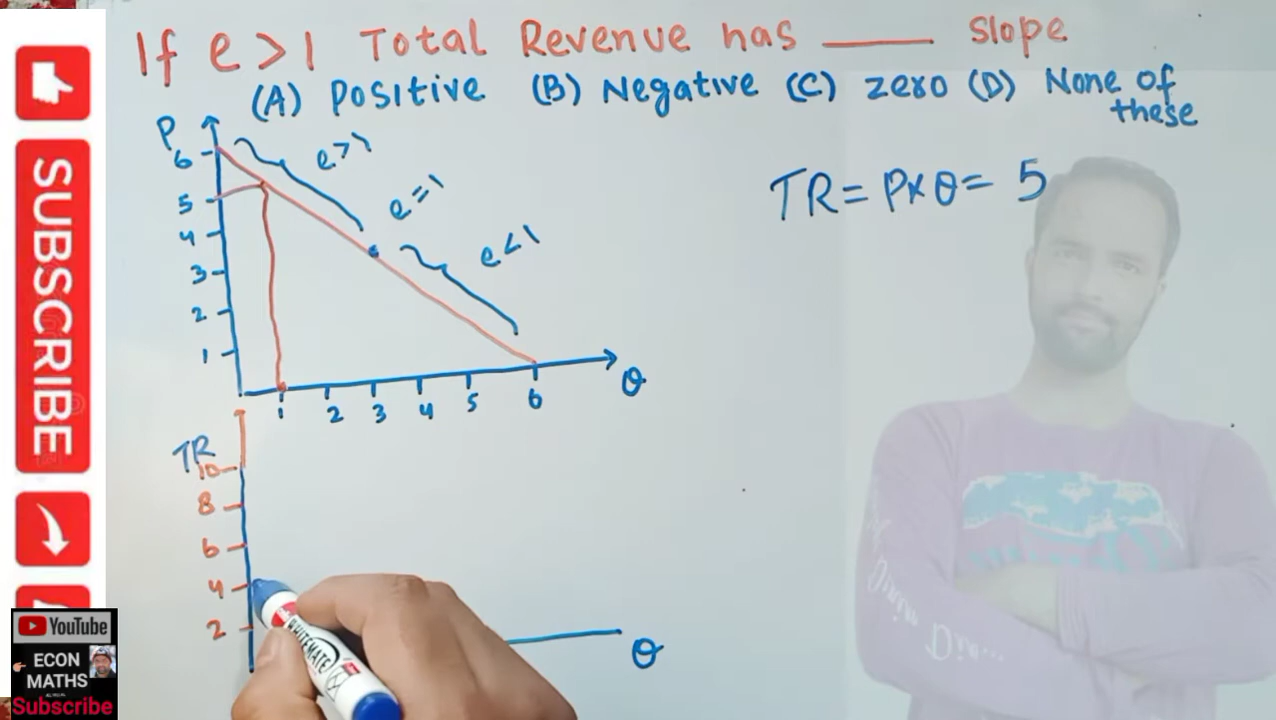 If e>1 Total Revenue has ____ slope
(A) Positive (B) Negative (C) zero (D) None of these
P
6
5
4
3
2
1
e>1
e=1
e<1
1 2 3 4 5 6
Q
TR = P×Q = 5
TR
10
8
6
4
2
Q
WHITEMATE
SUBSCRIBE
YouTube
ECON
MATHS
Subscribe